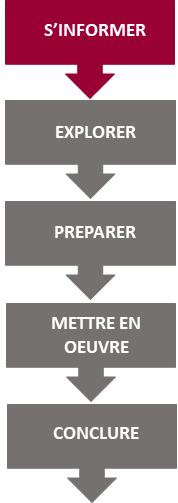 S’INFORMER
EXPLORER
PREPARER
METTRE EN
OEUVRE
CONCLURE